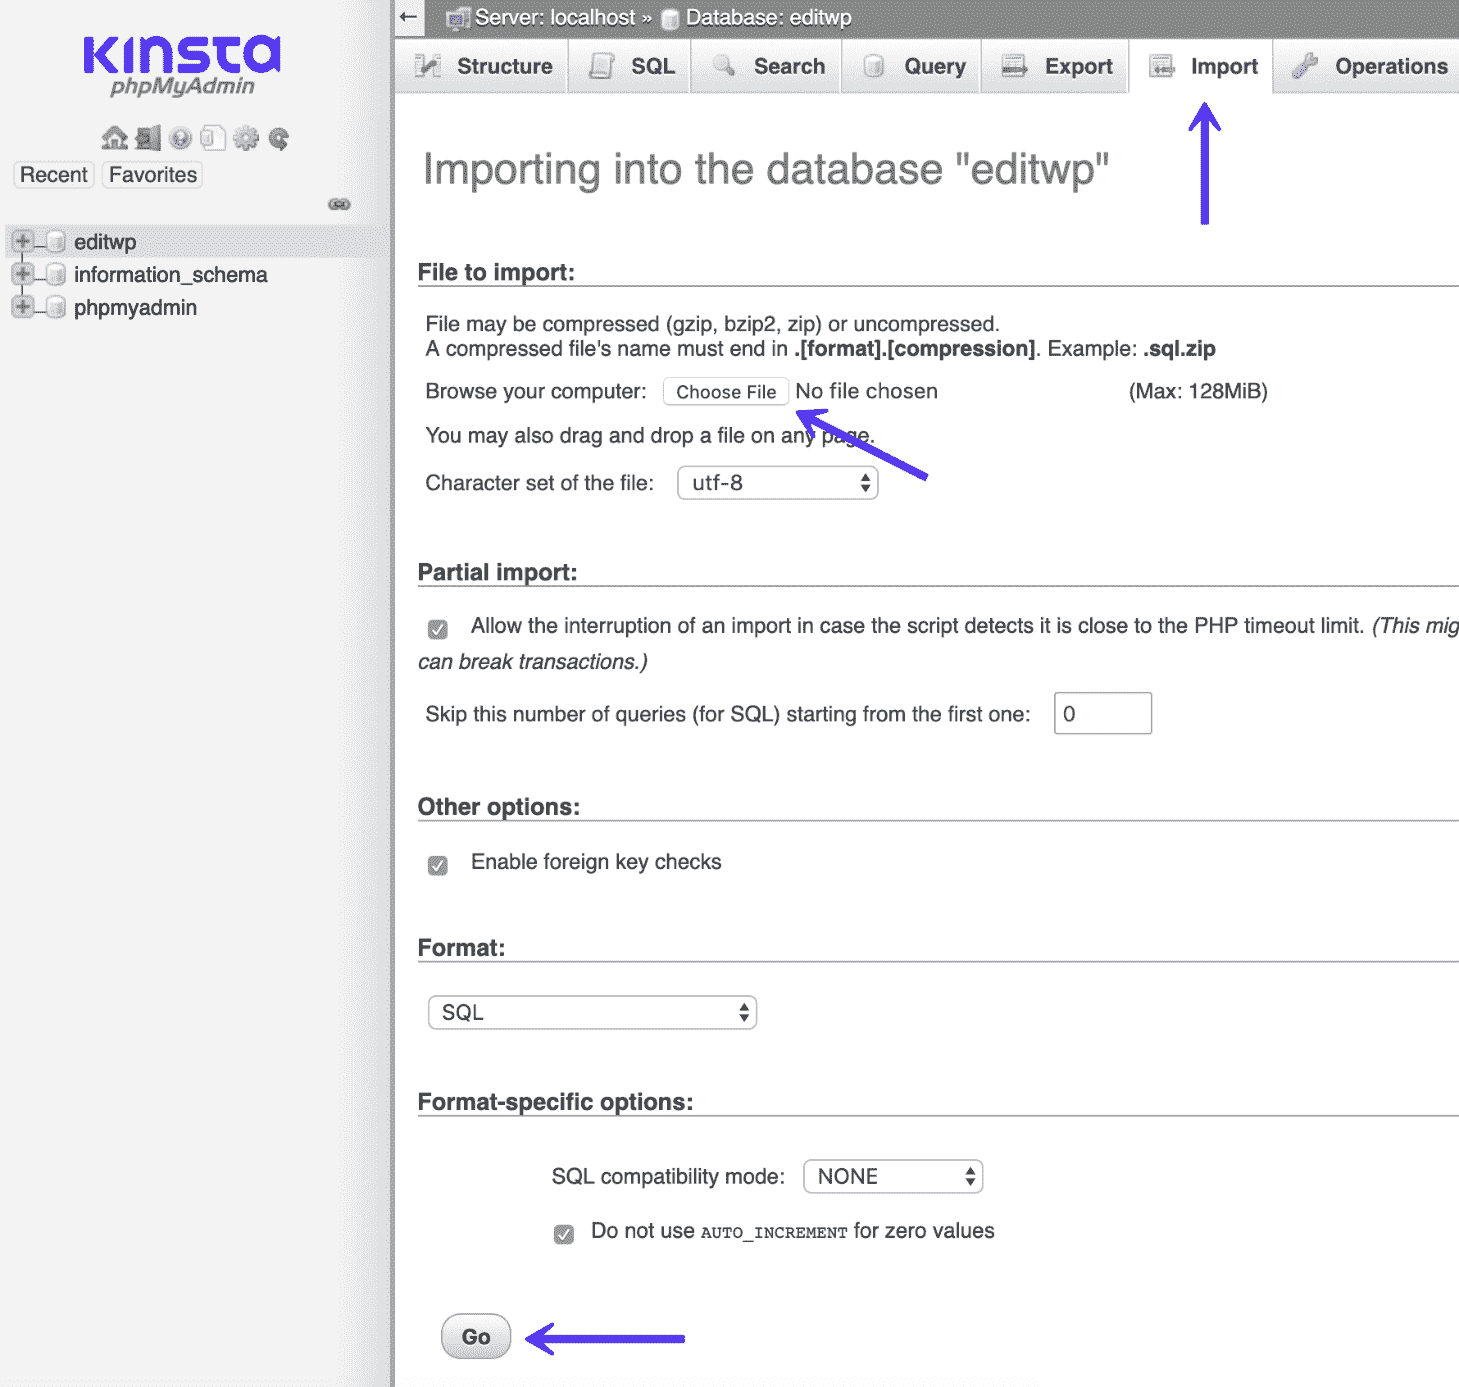 Kinsta
phpMyAdmin
Recent Favorites
editwp
information_schema
phpmyadmin
Server: localhost » Database: editwp
Structure SQL Search Query Export Import Operations
Importing into the database "editwp"
File to import:
File may be compressed (gzip, bzip2, zip) or uncompressed.
A compressed file's name must end in .[format].[compression]. Example: .sql.zip
Browse your computer: Choose File No file chosen (Max: 128MiB)
You may also drag and drop a file on any page.
Character set of the file: utf-8
Partial import:
Allow the interruption of an import in case the script detects it is close to the PHP timeout limit. (This mig
can break transactions.)
Skip this number of queries (for SQL) starting from the first one: 0
Other options:
Enable foreign key checks
Format:
SQL
Format-specific options:
SQL compatibility mode: NONE
Do not use AUTO_INCREMENT for zero values
Go